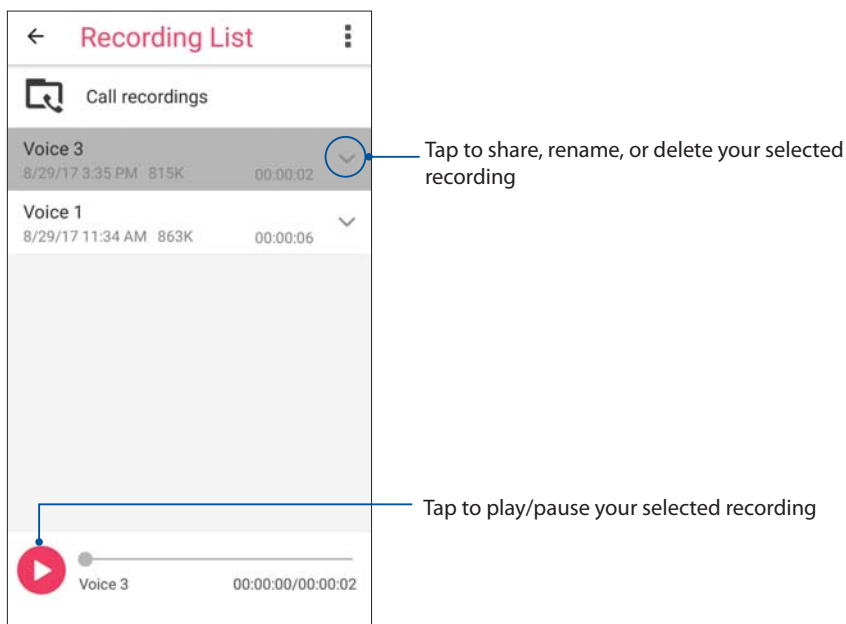 Recording List
Call recordings
Voice 3
8/29/17 3:35 PM 815K 00:00:02
Tap to share, rename, or delete your selected
recording
Voice 1
8/29/17 11:34 AM 863K 00:00:06
Tap to play/pause your selected recording
Voice 3 00:00:00/00:00:02